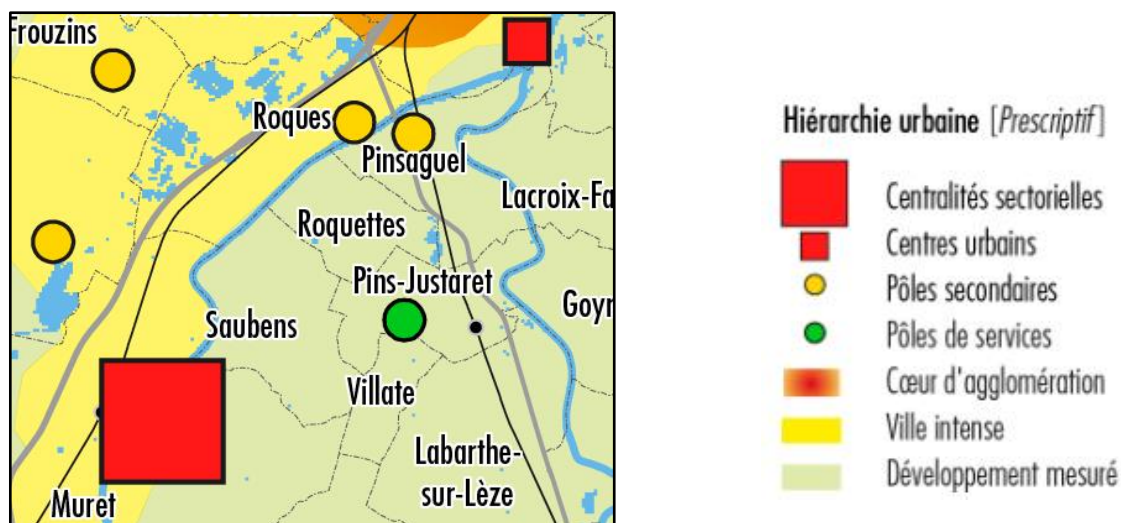 Frouzins
Roques
Pinsaguel
Lacroix-Fa
Roquettes
Pins-Justaret
Goyr
Saubens
Villate
Labarthe-
sur-Lèze
Muret
Hiérarchie urbaine [Prescriptif]
Centralités sectorielles
Centres urbains
Pôles secondaires
Pôles de services
Cœur d'agglomération
Ville intense
Développement mesuré